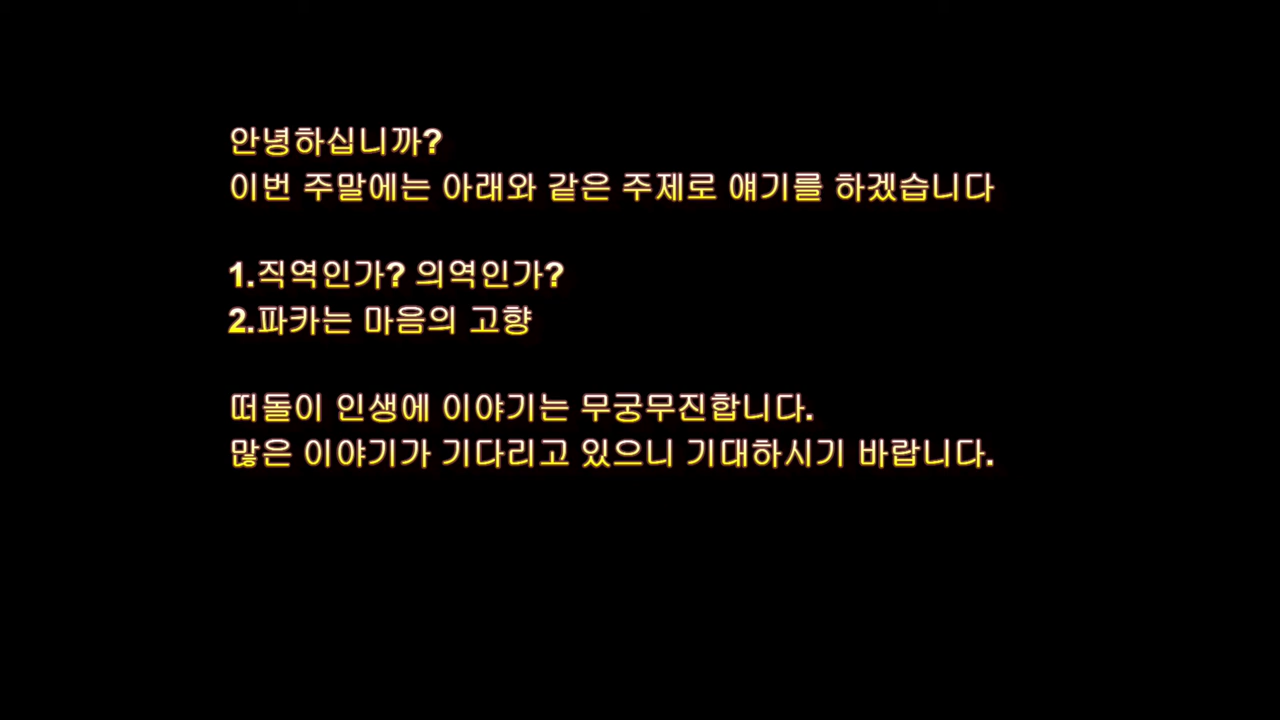 안녕하십니까?
이번 주말에는 아래와 같은 주제로 얘기를 하겠습니다
1.직역인가? 의역인가?
2.파카는 마음의 고향
떠돌이 인생에 이야기는 무궁무진합니다.
많은 이야기가 기다리고 있으니 기대하시기 바랍니다.